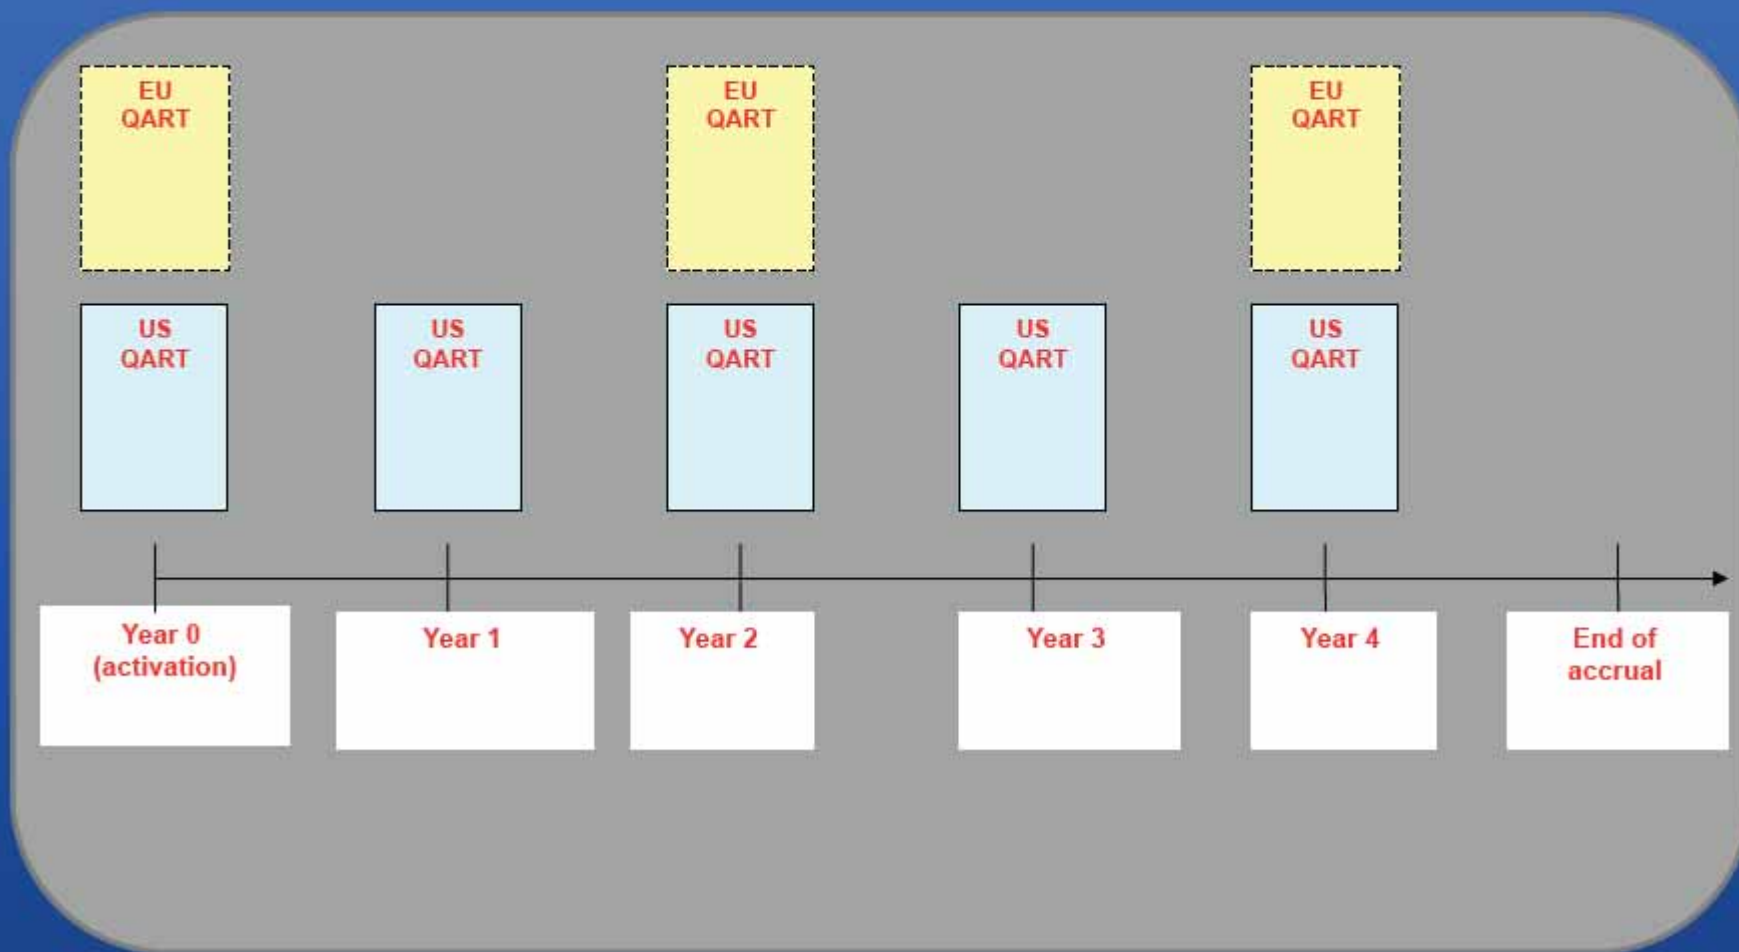 EU
QART
EU
QART
EU
QART
US
QART
US
QART
US
QART
US
QART
US
QART
Year 0
(activation)
Year 1
Year 2
Year 3
Year 4
End of
accrual